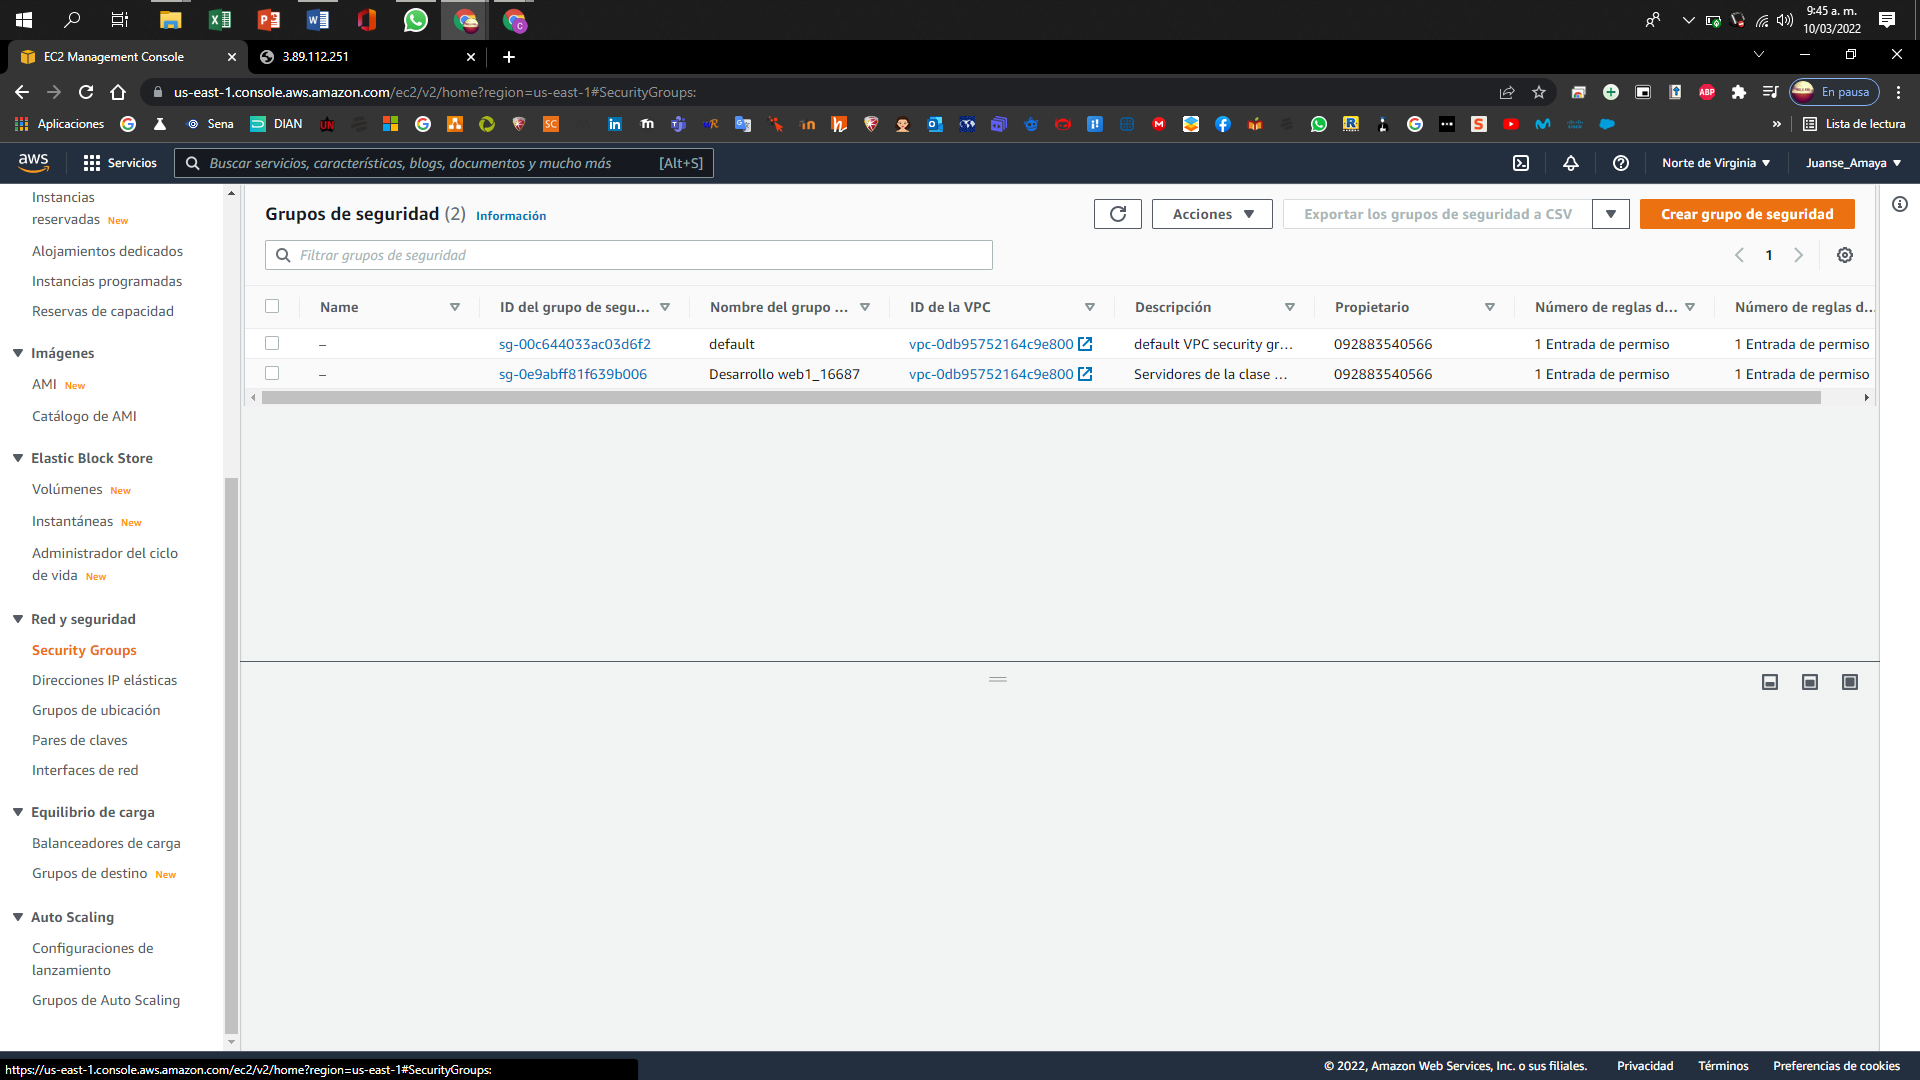 9:45 a. m.
10/03/2022
EC2 Management Console
3.89.112.251
us-east-1.console.aws.amazon.com/ec2/v2/home?region=us-east-1#SecurityGroups:
En pausa
Aplicaciones
Sena
DIAN
Lista de lectura
aws
Servicios
Buscar servicios, características, blogs, documentos y mucho más
[Alt+S]
Norte de Virginia
Juanse_Amaya
Instancias
reservadas New
Alojamientos dedicados
Instancias programadas
Reservas de capacidad
Imágenes
AMI New
Catálogo de AMI
Elastic Block Store
Volúmenes New
Instantáneas New
Administrador del ciclo
de vida New
Red y seguridad
Security Groups
Direcciones IP elásticas
Grupos de ubicación
Pares de claves
Interfaces de red
Equilibrio de carga
Balanceadores de carga
Grupos de destino New
Auto Scaling
Configuraciones de
lanzamiento
Grupos de Auto Scaling
Grupos de seguridad (2) Información
Acciones
Exportar los grupos de seguridad a CSV
Crear grupo de seguridad
Filtrar grupos de seguridad
1
Name ID del grupo de segu... Nombre del grupo ... ID de la VPC Descripción Propietario Número de reglas d... Número de reglas d...
– sg-00c644033ac03d6f2 default vpc-0db95752164c9e800 default VPC security gr... 092883540566 1 Entrada de permiso 1 Entrada de permiso
– sg-0e9abff81f639b006 Desarrollo web1_16687 vpc-0db95752164c9e800 Servidores de la clase ... 092883540566 1 Entrada de permiso 1 Entrada de permiso
https://us-east-1.console.aws.amazon.com/ec2/v2/home?region=us-east-1#SecurityGroups:
© 2022, Amazon Web Services, Inc. o sus filiales.
Privacidad
Términos
Preferencias de cookies